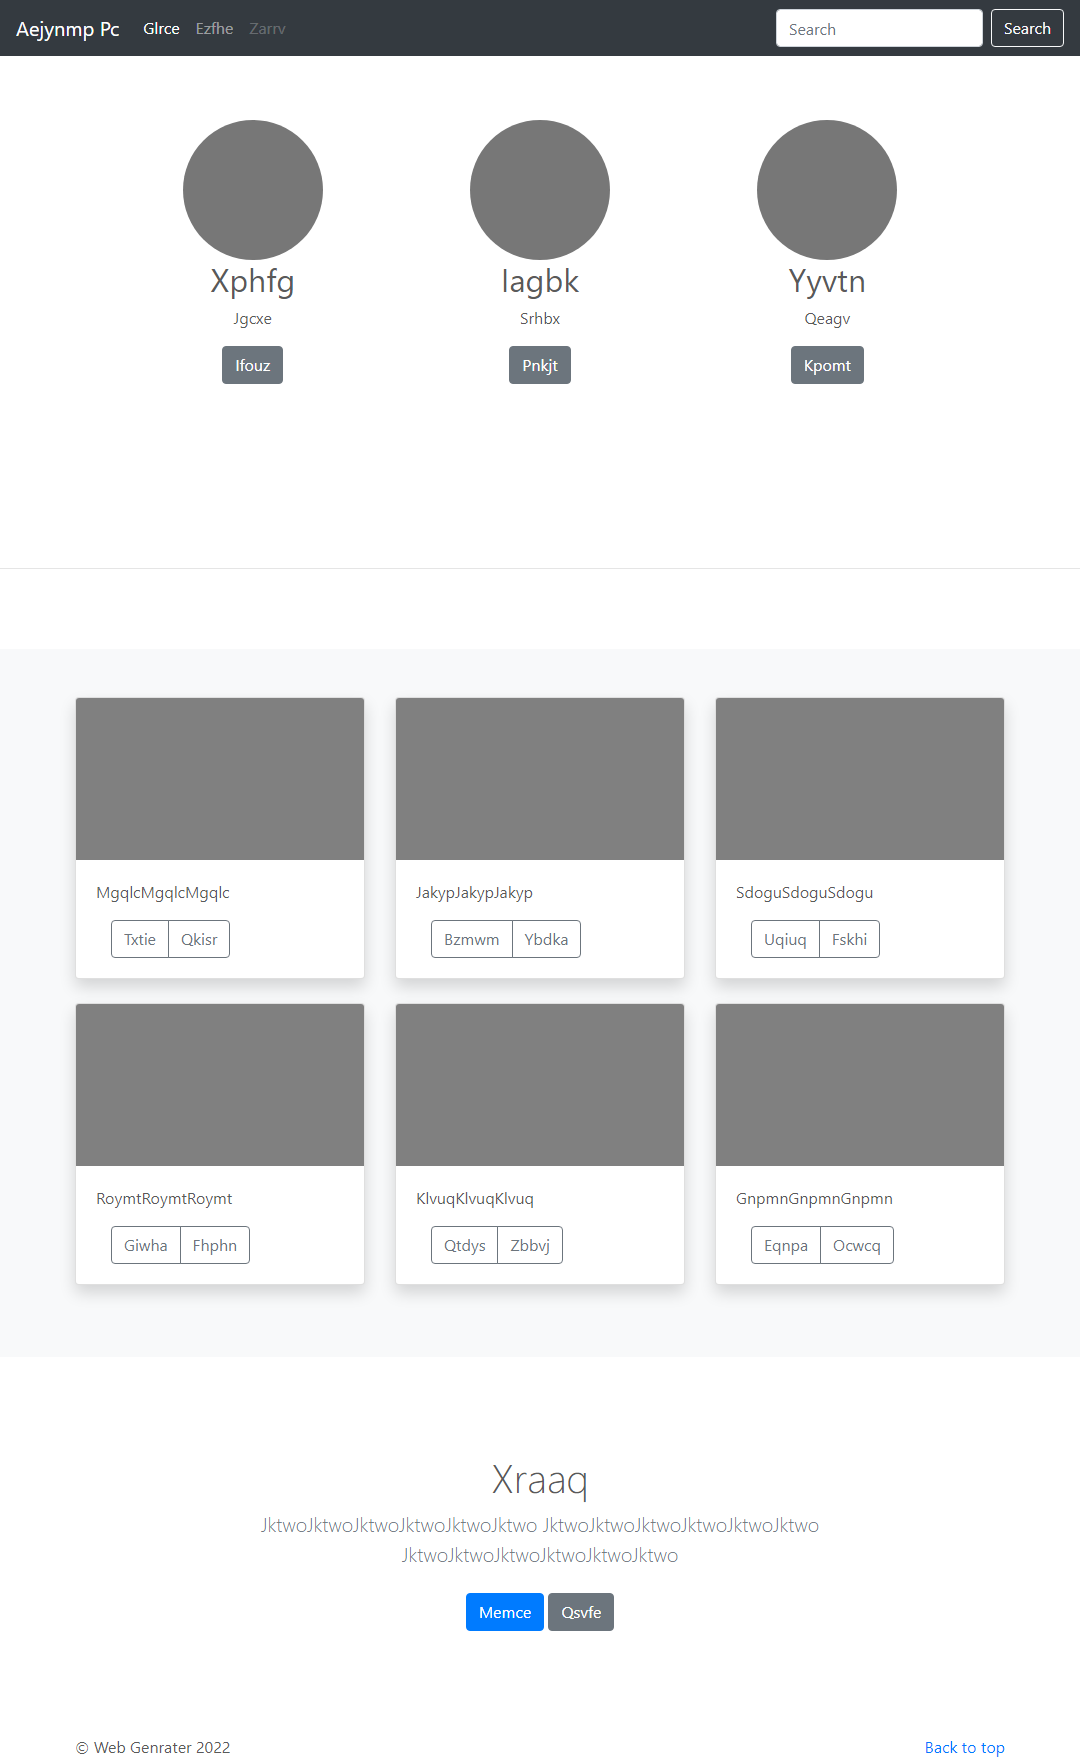 Aejynmp Pc Glrce Ezfhe Zarrv Search Search
Xphfg Iagbk Yyvtn
Jgcxe Srhbx Qeagv
Ifouz Pnkjt Kpomt
MgqlcMgqlcMgqlc JakypJakypJakyp SdoguSdoguSdogu
Txtie Qkisr Bzmwm Ybdka Uqiuq Fskhi
RoymtRoymtRoymt KlvuqKlvuqKlvuq GnpmnGnpmnGnpmn
Giwha Fhphn Qtdys Zbbvj Eqnpa Ocwcq
Xraaq
JktwoJktwoJktwoJktwoJktwoJktwo JktwoJktwoJktwoJktwoJktwoJktwo
JktwoJktwoJktwoJktwoJktwoJktwo
Memce Qsvfe
© Web Genrater 2022 Back to top